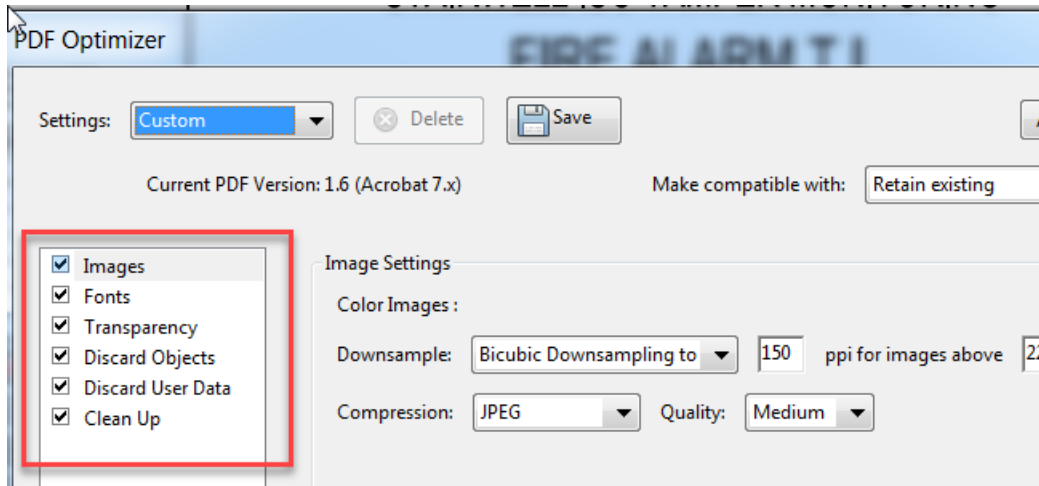 FIRE ALARM T.I.
PDF Optimizer
Settings: Custom Delete Save
Current PDF Version: 1.6 (Acrobat 7.x) Make compatible with: Retain existing
Images
Fonts
Transparency
Discard Objects
Discard User Data
Clean Up
Image Settings
Color Images :
Downsample: Bicubic Downsampling to 150 ppi for images above
Compression: JPEG Quality: Medium